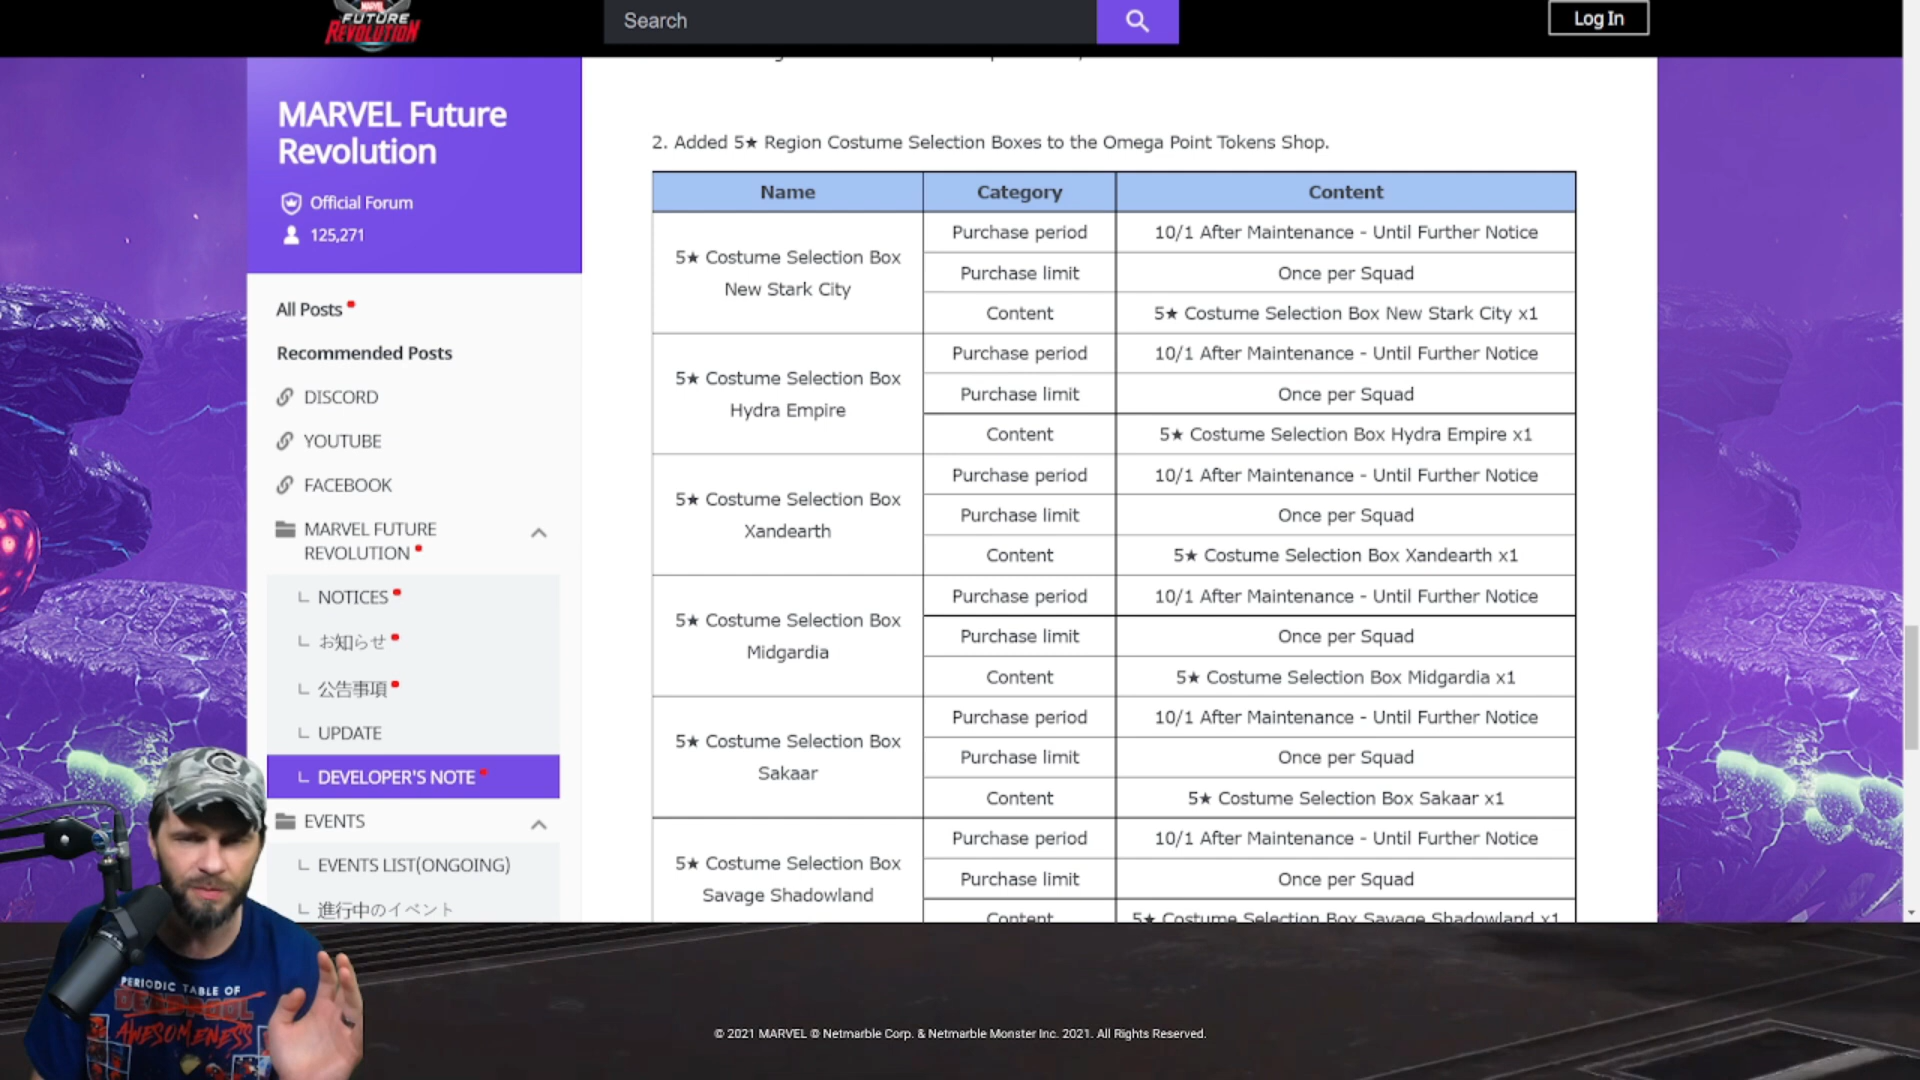 MARVEL
FUTURE
REVOLUTION
Search
Log In
MARVEL Future
Revolution
Official Forum
125,271
All Posts
Recommended Posts
DISCORD
YOUTUBE
FACEBOOK
MARVEL FUTURE
REVOLUTION
NOTICES
お知らせ
公告事項
UPDATE
DEVELOPER'S NOTE
EVENTS
EVENTS LIST(ONGOING)
進行中のイベント
2. Added 5★ Region Costume Selection Boxes to the Omega Point Tokens Shop.
Name Category Content
5★ Costume Selection Box
New Stark City
Purchase period 10/1 After Maintenance - Until Further Notice
Purchase limit Once per Squad
Content 5★ Costume Selection Box New Stark City x1
5★ Costume Selection Box
Hydra Empire
Purchase period 10/1 After Maintenance - Until Further Notice
Purchase limit Once per Squad
Content 5★ Costume Selection Box Hydra Empire x1
5★ Costume Selection Box
Xandearth
Purchase period 10/1 After Maintenance - Until Further Notice
Purchase limit Once per Squad
Content 5★ Costume Selection Box Xandearth x1
5★ Costume Selection Box
Midgardia
Purchase period 10/1 After Maintenance - Until Further Notice
Purchase limit Once per Squad
Content 5★ Costume Selection Box Midgardia x1
5★ Costume Selection Box
Sakaar
Purchase period 10/1 After Maintenance - Until Further Notice
Purchase limit Once per Squad
Content 5★ Costume Selection Box Sakaar x1
5★ Costume Selection Box
Savage Shadowland
Purchase period 10/1 After Maintenance - Until Further Notice
Purchase limit Once per Squad
Content 5★ Costume Selection Box Savage Shadowland x1
PERIODIC TABLE OF
DEADPOOL
AWESOMENESS
© 2021 MARVEL © Netmarble Corp. & Netmarble Monster Inc. 2021. All Rights Reserved.